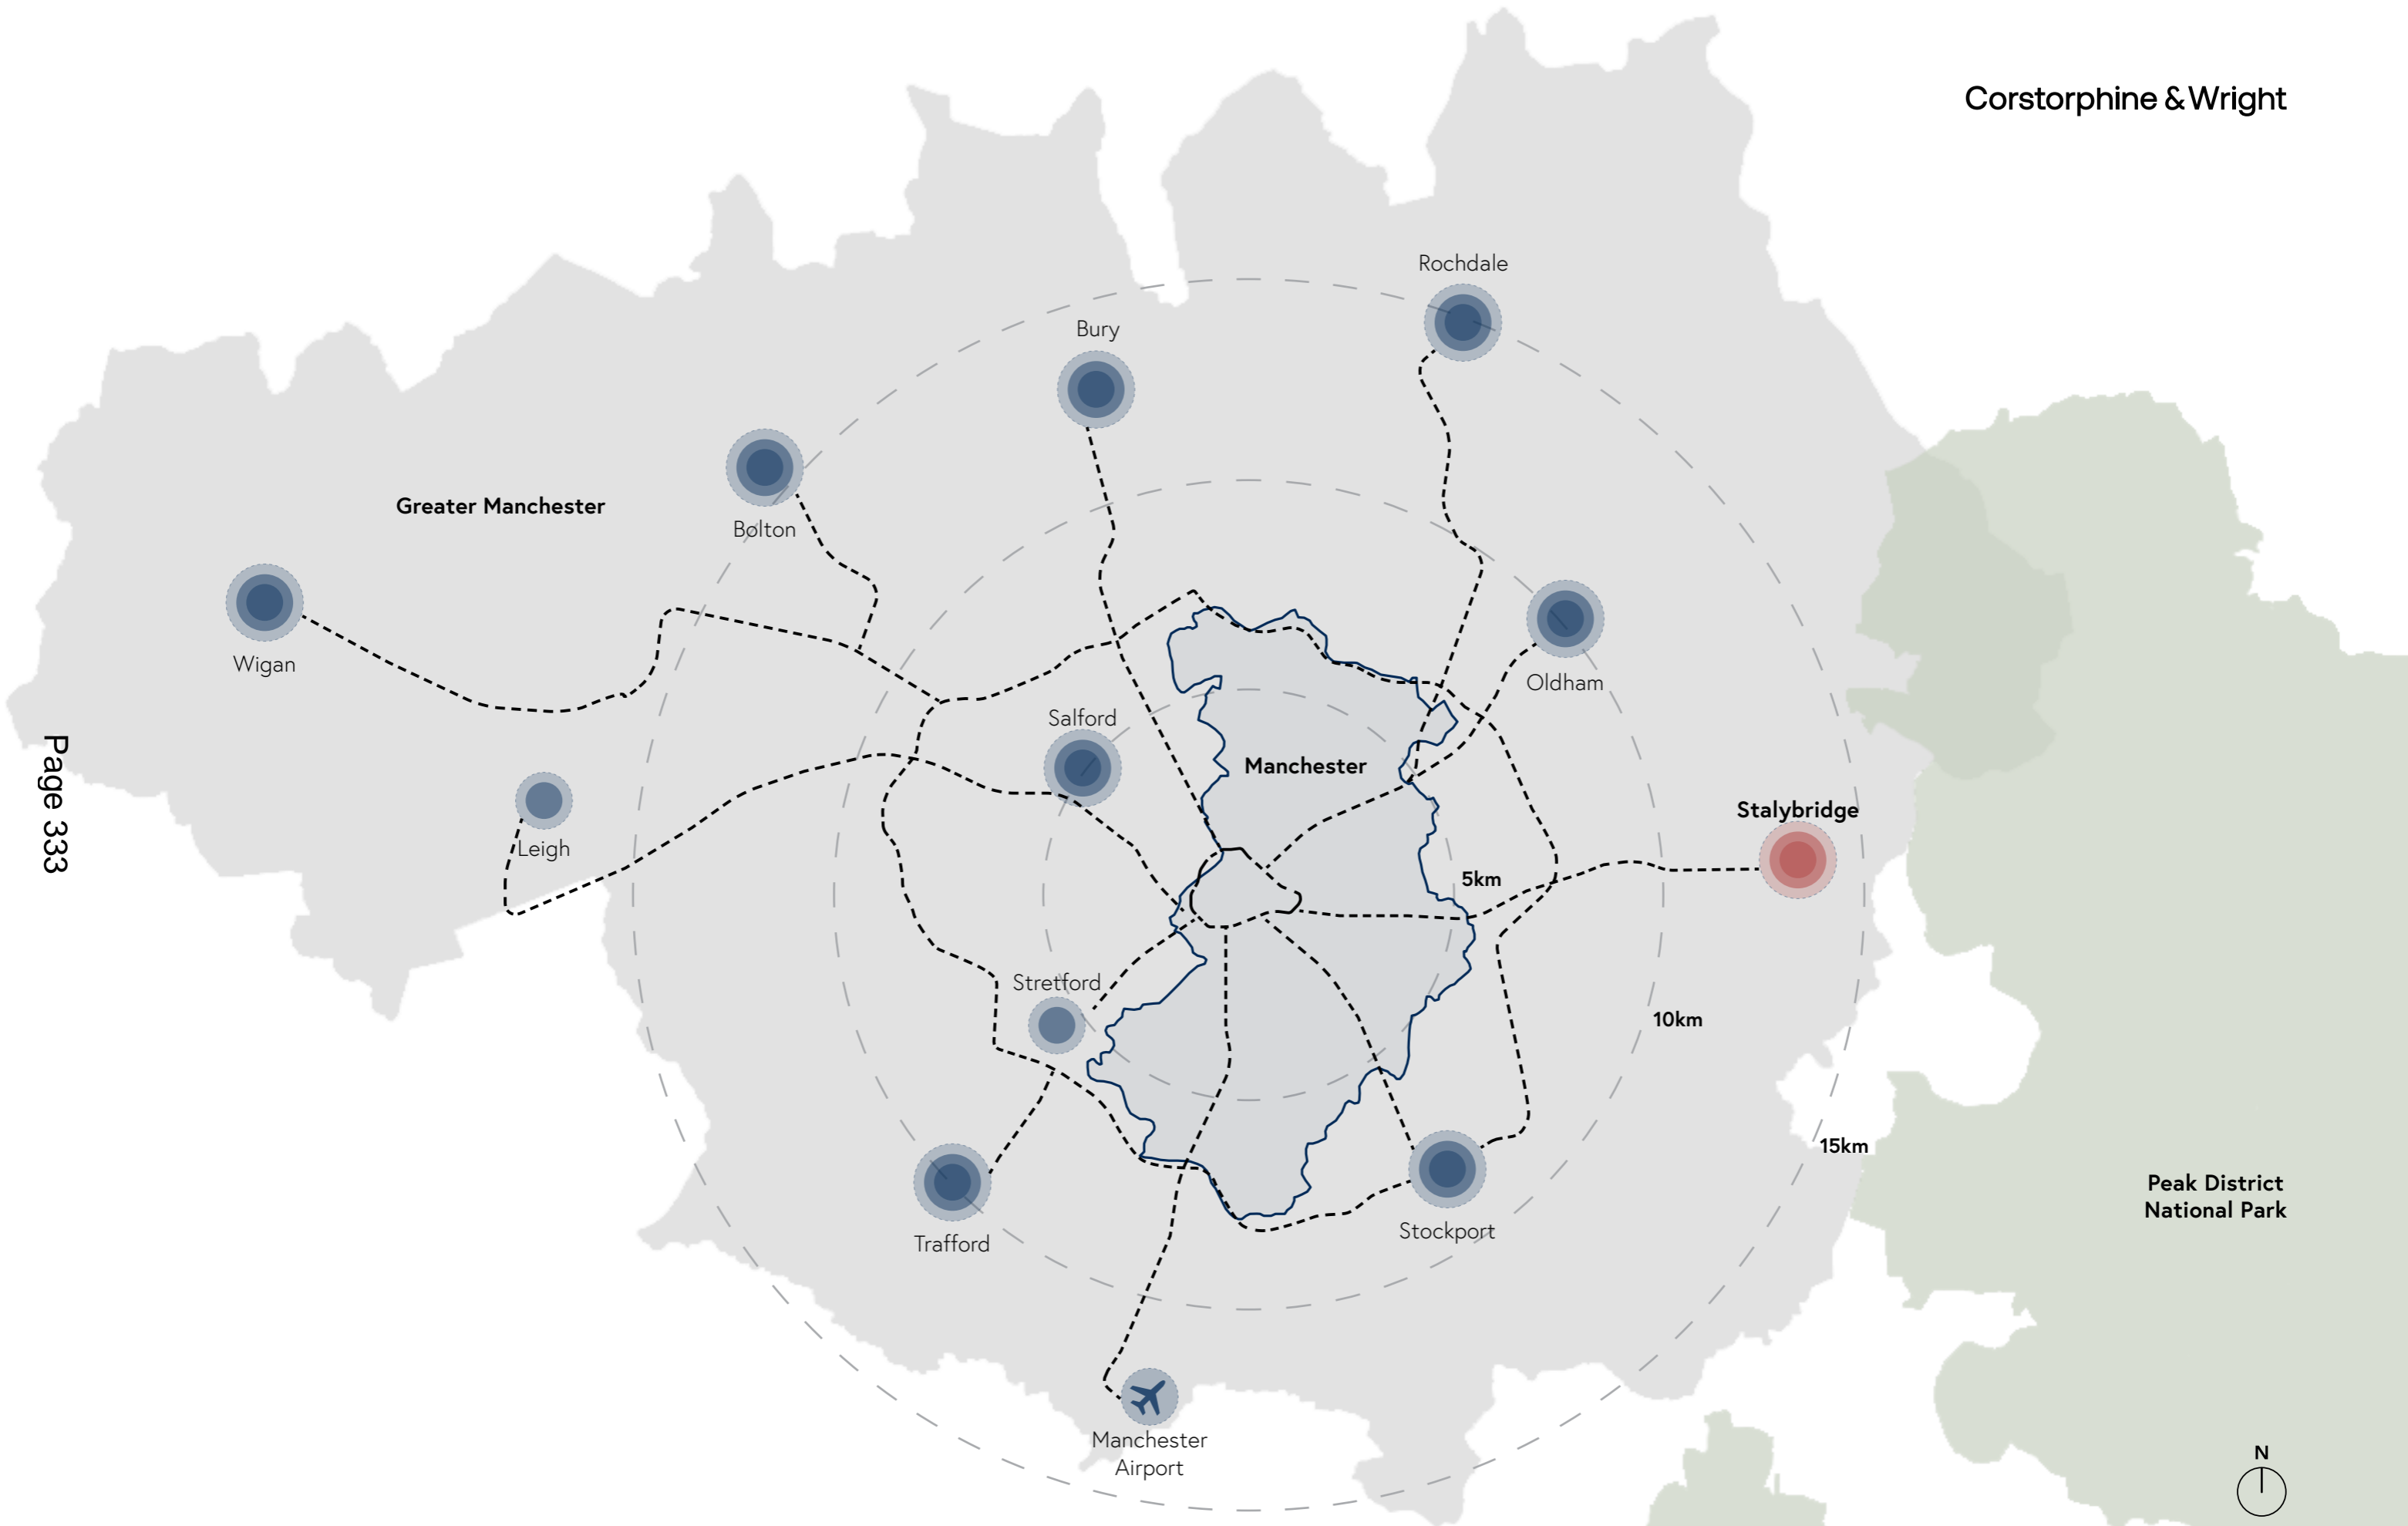 Corstorphine & Wright
Rochdale
Bury
Greater Manchester
Bolton
Wigan
Oldham
Salford
Manchester
Stalybridge
Leigh
5km
Stretford
10km
15km
Peak District
National Park
Stockport
Trafford
Manchester
Airport
N
Page 333